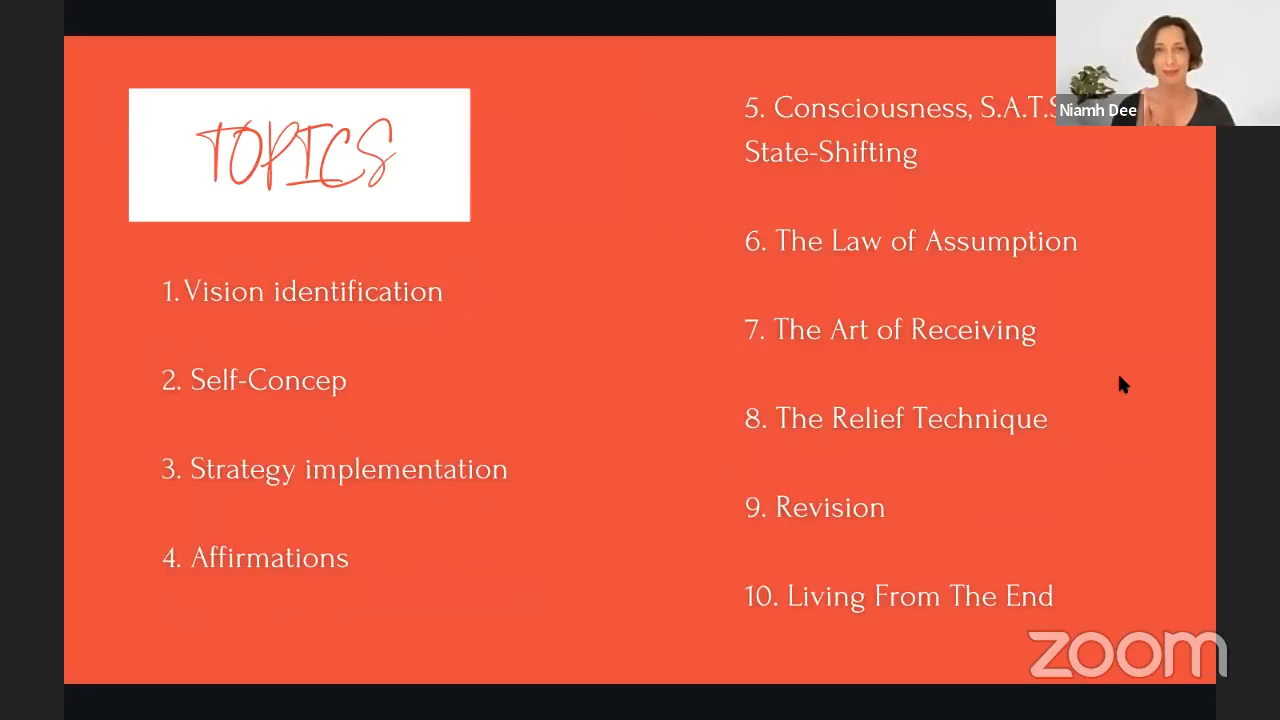 TOPICS
1. Vision identification
2. Self-Concep
3. Strategy implementation
4. Affirmations
5. Consciousness, S.A.T.S
State-Shifting
6. The Law of Assumption
7. The Art of Receiving
8. The Relief Technique
9. Revision
10. Living From The End
Niamh Dee
zoom